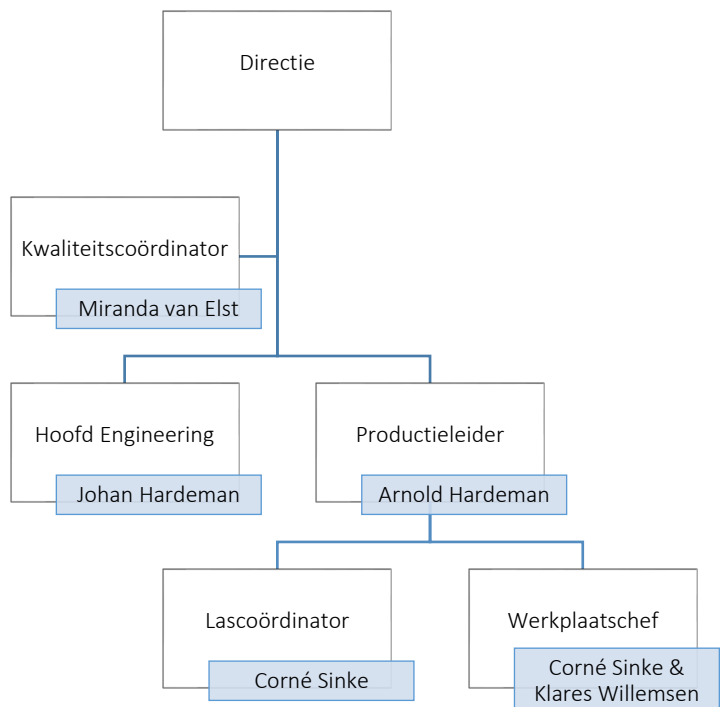 Directie
Kwaliteitscoördinator
Miranda van Elst
Hoofd Engineering
Johan Hardeman
Productieleider
Arnold Hardeman
Lascoördinator
Corné Sinke
Werkplaatschef
Corné Sinke &
Klares Willemsen